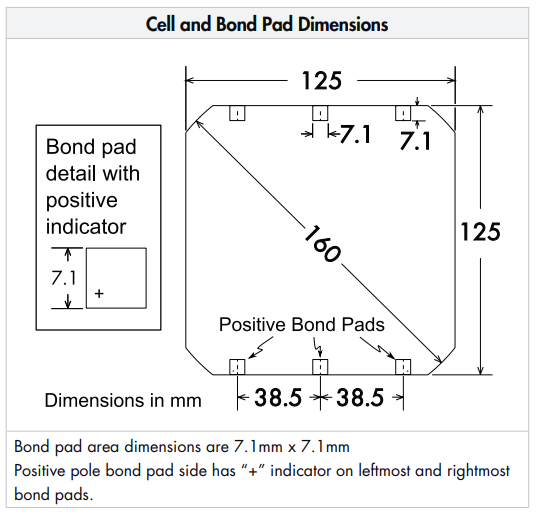 Cell and Bond Pad Dimensions
125
7.1
7.1
Bond pad
detail with
positive
indicator
7.1
+
160
125
Positive Bond Pads
Dimensions in mm
38.5
38.5
Bond pad area dimensions are 7.1mm x 7.1mm
Positive pole bond pad side has “+” indicator on leftmost and rightmost
bond pads.